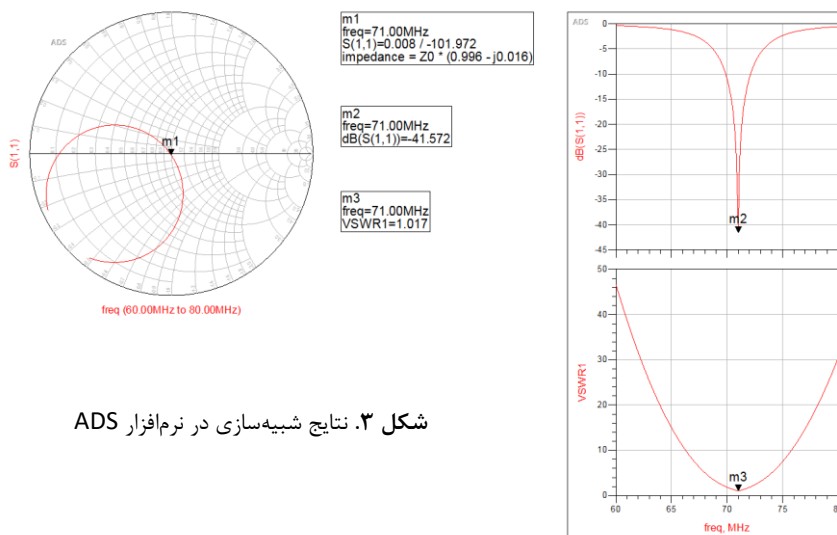 ADS
S(1,1)
m1
freq (60.00MHz to 80.00MHz)
m1
freq=71.00MHz
S(1,1)=0.008 / -101.972
impedance = Z0 * (0.996 - j0.016)
m2
freq=71.00MHz
dB(S(1,1))=-41.572
m3
freq=71.00MHz
VSWR1=1.017
ADS
dB(S(1,1))
0
-5
-10
-15
-20
-25
-30
-35
-40
-45
m2
VSWR1
50
40
30
20
10
0
m3
60
65
70
75
freq, MHz
شکل ۳. نتایج شبیه‌سازی در نرم‌افزار ADS